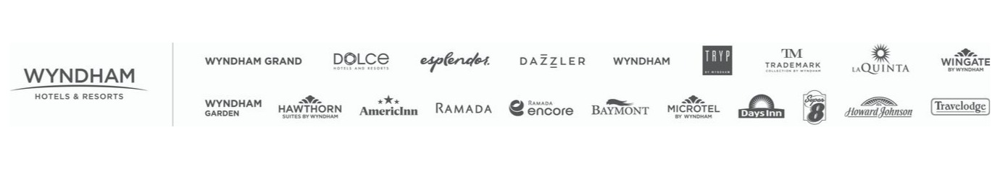 WYNDHAM
HOTELS & RESORTS
WYNDHAM GRAND
DOLCE
HOTELS AND RESORTS
esplendor.
DAZZLER
WYNDHAM
TRYP
BY WYNDHAM
TM
TRADEMARK
COLLECTION BY WYNDHAM
LAQUINTA
WINGATE
BY WYNDHAM
WYNDHAM
GARDEN
HAWTHORN
SUITES BY WYNDHAM
AmericInn
RAMADA
RAMADA
encore
BAYMONT
MICROTEL
BY WYNDHAM
Days Inn
Super
8
Howard Johnson
Travelodge